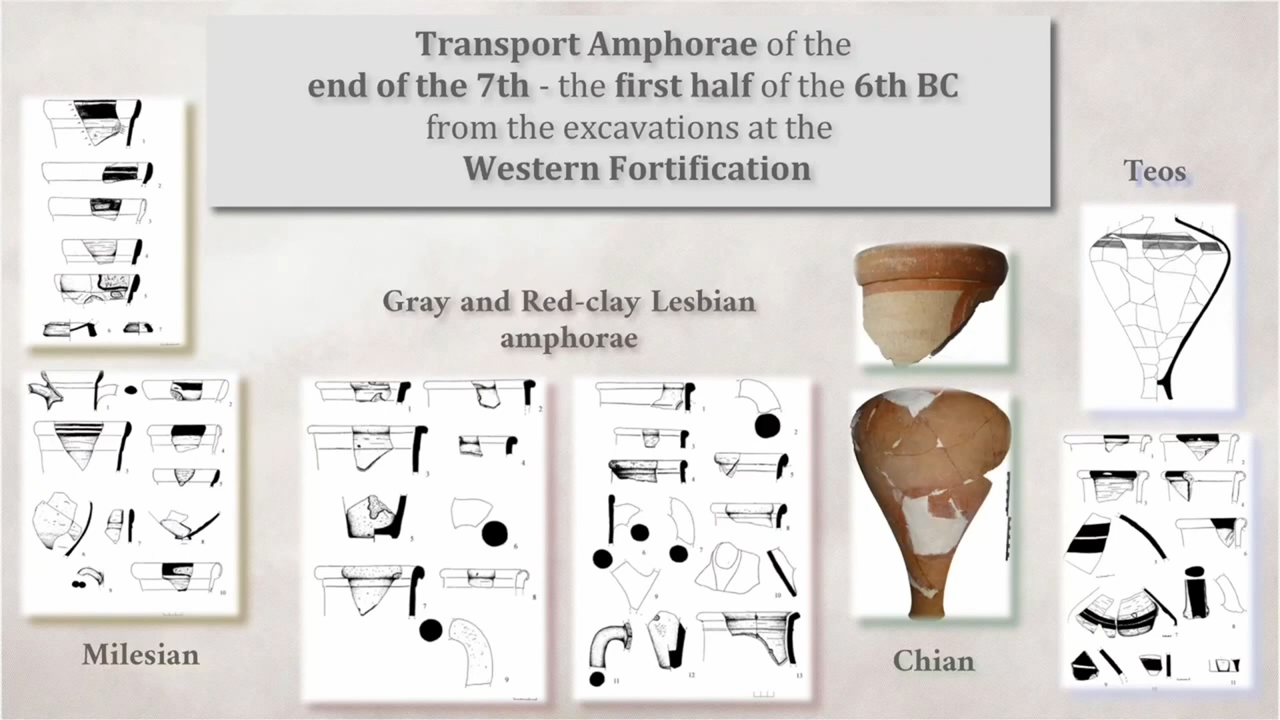 Transport Amphorae of the
end of the 7th - the first half of the 6th BC
from the excavations at the
Western Fortification
Teos
Gray and Red-clay Lesbian
amphorae
Milesian
Chian